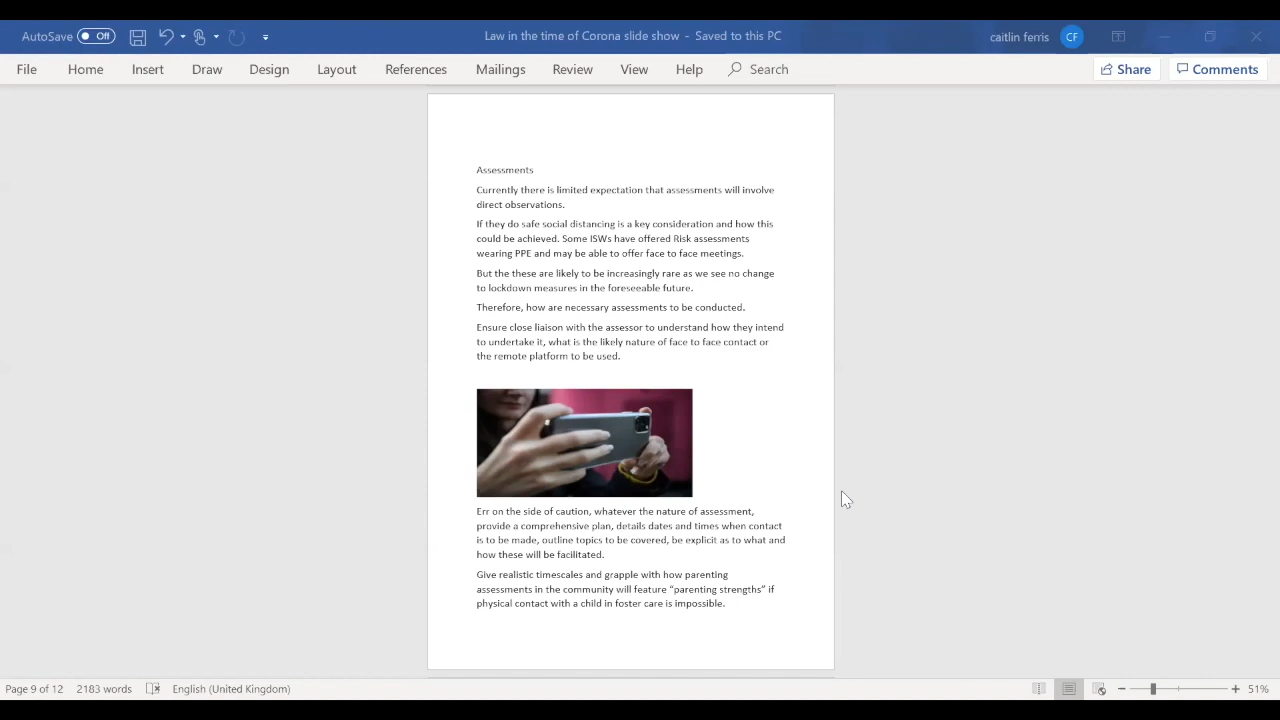 AutoSave Off Law in the time of Corona slide show - Saved to this PC caitlin ferris CF
File Home Insert Draw Design Layout References Mailings Review View Help Search Share Comments
Assessments
Currently there is limited expectation that assessments will involve
direct observations.
If they do safe social distancing is a key consideration and how this
could be achieved. Some ISWs have offered Risk assessments
wearing PPE and may be able to offer face to face meetings.
But the these are likely to be increasingly rare as we see no change
to lockdown measures in the foreseeable future.
Therefore, how are necessary assessments to be conducted.
Ensure close liaison with the assessor to understand how they intend
to undertake it, what is the likely nature of face to face contact or
the remote platform to be used.
Err on the side of caution, whatever the nature of assessment,
provide a comprehensive plan, details dates and times when contact
is to be made, outline topics to be covered, be explicit as to what and
how these will be facilitated.
Give realistic timescales and grapple with how parenting
assessments in the community will feature “parenting strengths” if
physical contact with a child in foster care is impossible.
Page 9 of 12 2183 words English (United Kingdom) 51%